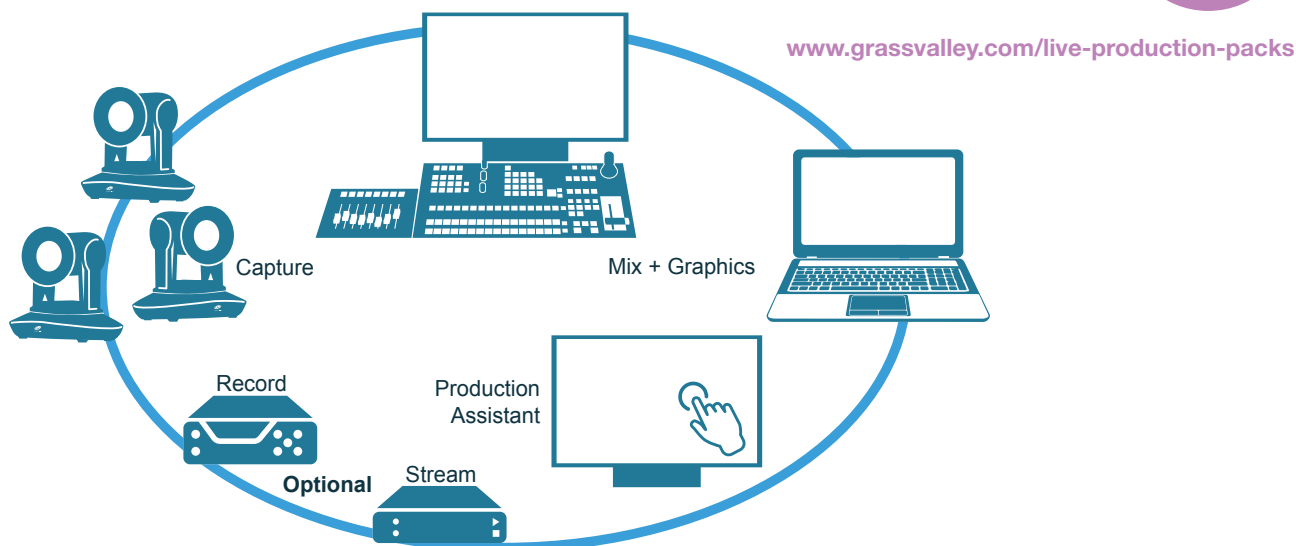 www.grassvalley.com/live-production-packs
Capture
Mix + Graphics
Record
Production
Assistant
Optional
Stream